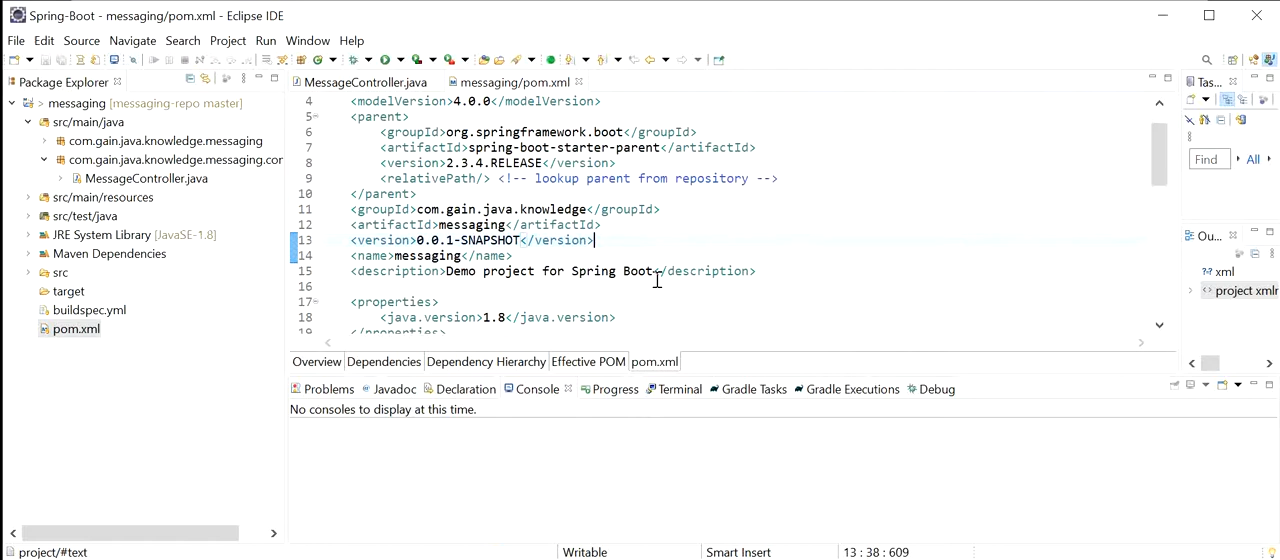 Spring-Boot - messaging/pom.xml - Eclipse IDE
File Edit Source Navigate Search Project Run Window Help
Package Explorer
messaging [messaging-repo master]
src/main/java
com.gain.java.knowledge.messaging
com.gain.java.knowledge.messaging.con
MessageController.java
src/main/resources
src/test/java
JRE System Library [JavaSE-1.8]
Maven Dependencies
src
target
buildspec.yml
pom.xml
MessageController.java messaging/pom.xml
4 <modelVersion>4.0.0</modelVersion>
5 <parent>
6 <groupId>org.springframework.boot</groupId>
7 <artifactId>spring-boot-starter-parent</artifactId>
8 <version>2.3.4.RELEASE</version>
9 <relativePath/> <!-- lookup parent from repository -->
10 </parent>
11 <groupId>com.gain.java.knowledge</groupId>
12 <artifactId>messaging</artifactId>
13 <version>0.0.1-SNAPSHOT</version>
14 <name>messaging</name>
15 <description>Demo project for Spring Boot</description>
16
17 <properties>
18 <java.version>1.8</java.version>
19 </properties>
Overview Dependencies Dependency Hierarchy Effective POM pom.xml
Problems Javadoc Declaration Console Progress Terminal Gradle Tasks Gradle Executions Debug
No consoles to display at this time.
Tas...
Find All
Ou...
xml
project xmln
project/#text Writable Smart Insert 13 : 38 : 609